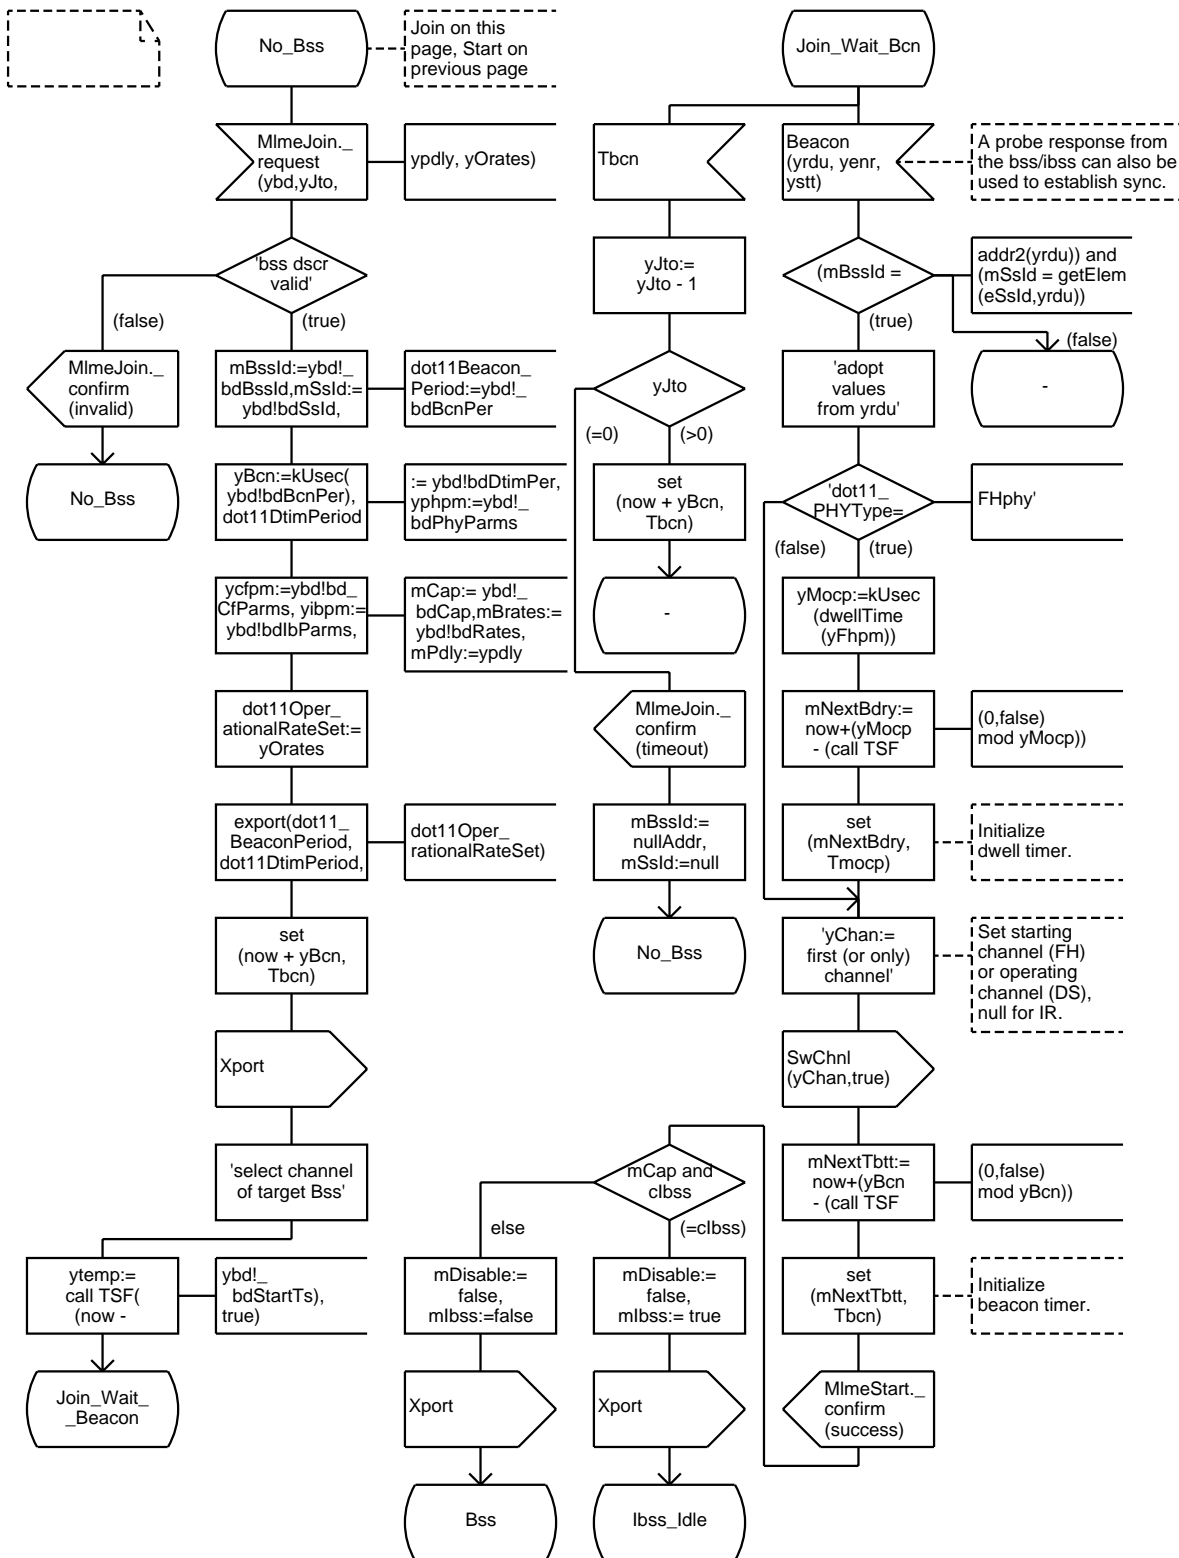 No_Bss
Join on this
page, Start on
previous page
MlmeJoin._
request
(ybd,yJto,
ypdly, yOrates)
'bss dscr
valid'
(false)
(true)
MlmeJoin._
confirm
(invalid)
No_Bss
mBssId:=ybd!_
bdBssId,mSsId:=
ybd!bdSsId,
dot11Beacon_
Period:=ybd!_
bdBcnPer
yBcn:=kUsec(
ybd!bdBcnPer),
dot11DtimPeriod
:= ybd!bdDtimPer,
yphpm:=ybd!_
bdPhyParms
ycfpm:=ybd!bd_
CfParms, yibpm:=
ybd!bdIbParms,
mCap:= ybd!_
bdCap,mBrates:=
ybd!bdRates,
mPdly:=ypdly
dot11Oper_
ationalRateSet:=
yOrates
export(dot11_
BeaconPeriod,
dot11DtimPeriod,
dot11Oper_
rationalRateSet)
set
(now + yBcn,
Tbcn)
Xport
'select channel
of target Bss'
ytemp:=
call TSF(
(now -
ybd!_
bdStartTs),
true)
Join_Wait_
_Beacon
Join_Wait_Bcn
Tbcn
yJto:=
yJto - 1
yJto
(=0)
(>0)
set
(now + yBcn,
Tbcn)
-
MlmeJoin._
confirm
(timeout)
mBssId:=
nullAddr,
mSsId:=null
No_Bss
Beacon
(yrdu, yenr,
ystt)
A probe response from
the bss/ibss can also be
used to establish sync.
(mBssId =
addr2(yrdu)) and
(mSsId = getElem
(eSsId,yrdu))
(true)
(false)
-
'adopt
values
from yrdu'
'dot11_
PHYType=
FHphy'
(false)
(true)
yMocp:=kUsec
(dwellTime
(yFhpm))
mNextBdry:=
now+(yMocp
- (call TSF
(0,false)
mod yMocp))
set
(mNextBdry,
Tmocp)
Initialize
dwell timer.
'yChan:=
first (or only)
channel'
Set starting
channel (FH)
or operating
channel (DS),
null for IR.
SwChnl
(yChan,true)
mNextTbtt:=
now+(yBcn
- (call TSF
(0,false)
mod yBcn))
set
(mNextTbtt,
Tbcn)
Initialize
beacon timer.
MlmeStart._
confirm
(success)
mCap and
cIbss
else
(=cIbss)
mDisable:=
false,
mIbss:=false
mDisable:=
false,
mIbss:= true
Xport
Xport
Bss
Ibss_Idle